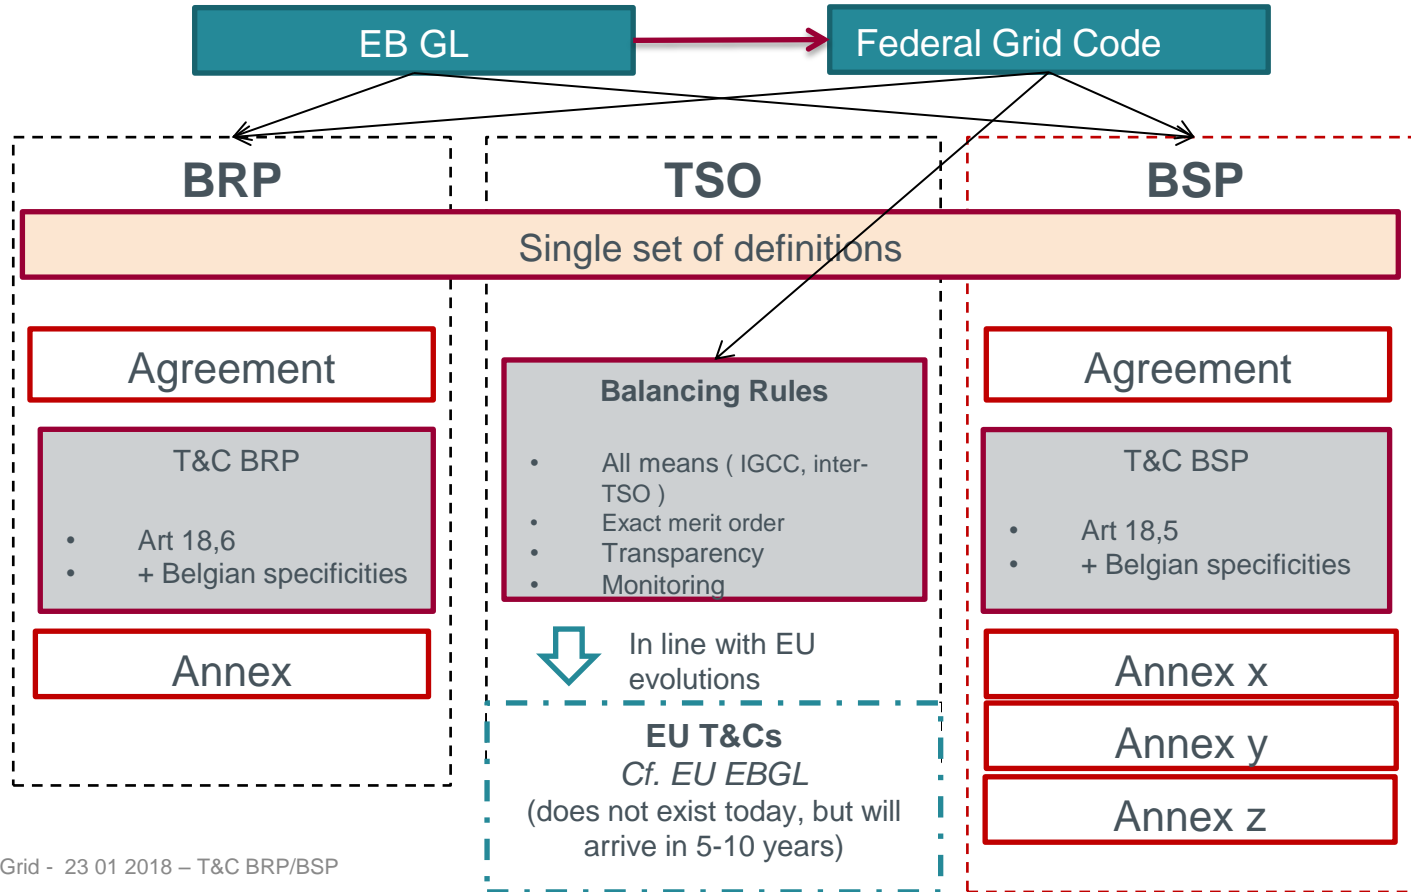 EB GL
Federal Grid Code
BRP
TSO
BSP
Single set of definitions
Agreement
T&C BRP
• Art 18,6
• + Belgian specificities
Annex
Balancing Rules
• All means ( IGCC, inter-
TSO )
• Exact merit order
• Transparency
• Monitoring
In line with EU
evolutions
EU T&Cs
Cf. EU EBGL
(does not exist today, but will
arrive in 5-10 years)
Agreement
T&C BSP
• Art 18,5
• + Belgian specificities
Annex x
Annex y
Annex z
Grid - 23 01 2018 – T&C BRP/BSP